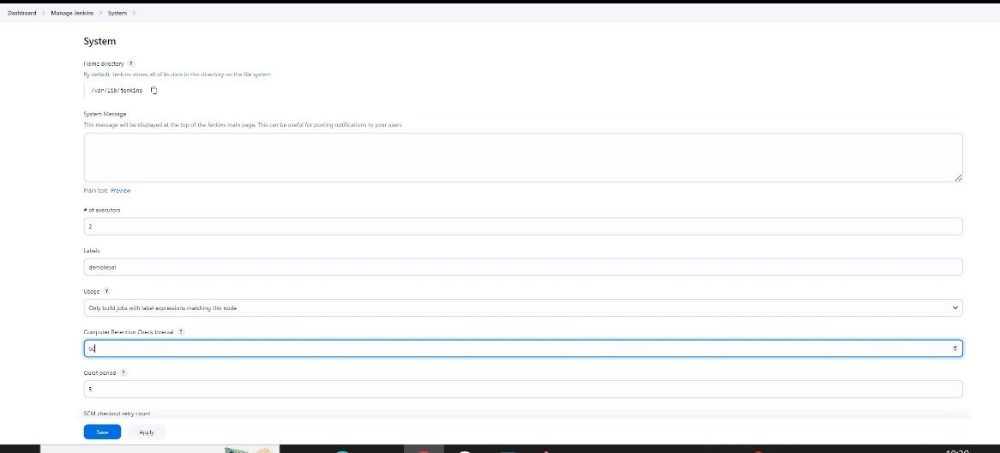 Dashboard > Manage Jenkins > System >
System
Home directory ?
By default, Jenkins stores all of its data in this directory on the file system
/var/lib/jenkins
System Message
This message will be displayed at the top of the Jenkins main page. This can be useful for posting notifications to your users
Plain text Preview
# of executors
2
Labels
demolebal
Usage ?
Only build jobs with label expressions matching this node
Computer Retention Check Interval ?
Quiet period ?
5
SCM checkout retry count
Save Apply